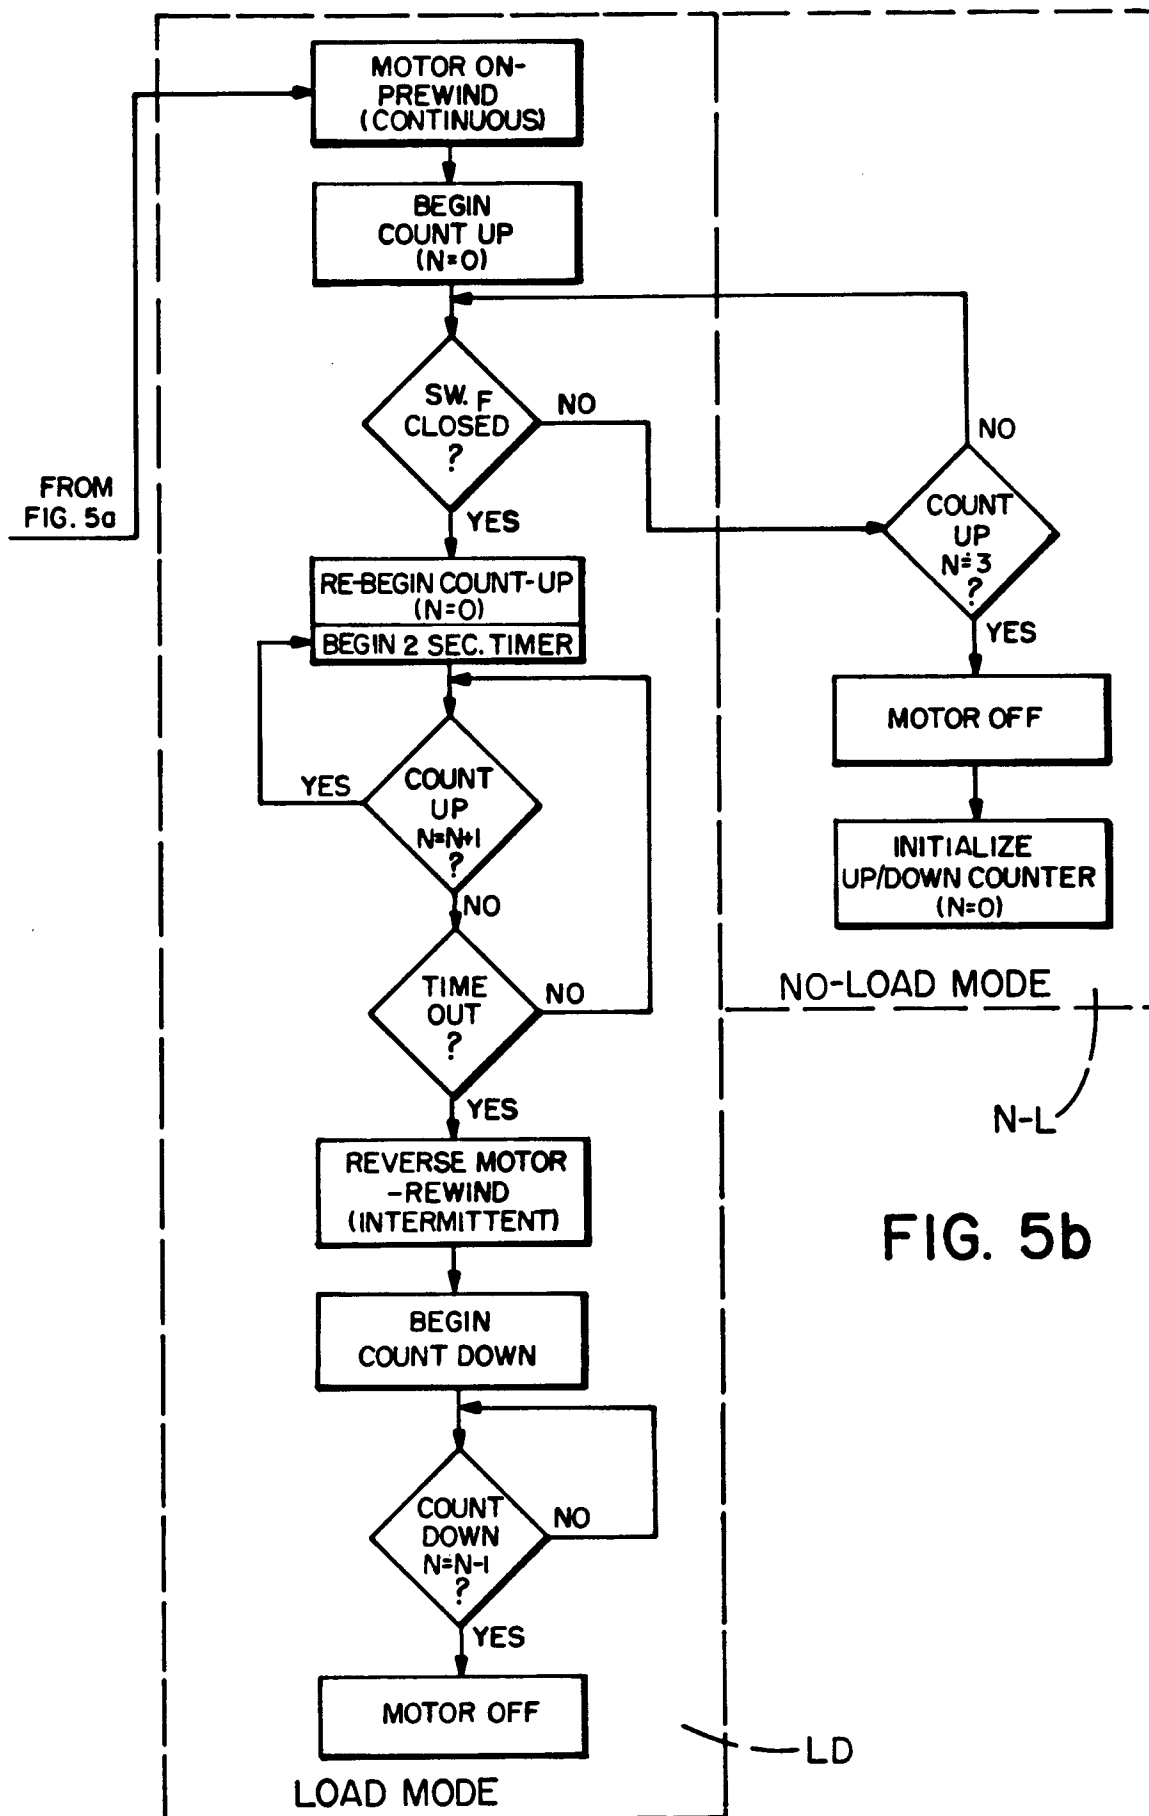 MOTOR ON-
PREWIND
(CONTINUOUS)
BEGIN
COUNT UP
(N=0)
SW. F
CLOSED
?
NO
YES
FROM
FIG. 5a
NO
COUNT
UP
N=3
?
YES
RE-BEGIN COUNT-UP
(N=0)
BEGIN 2 SEC. TIMER
MOTOR OFF
YES
COUNT
UP
N=N+1
?
NO
INITIALIZE
UP/DOWN COUNTER
(N=0)
NO-LOAD MODE
TIME
OUT
?
NO
YES
N-L
REVERSE MOTOR
-REWIND
(INTERMITTENT)
FIG. 5b
BEGIN
COUNT DOWN
COUNT
DOWN
N=N-1
?
NO
YES
MOTOR OFF
LD
LOAD MODE